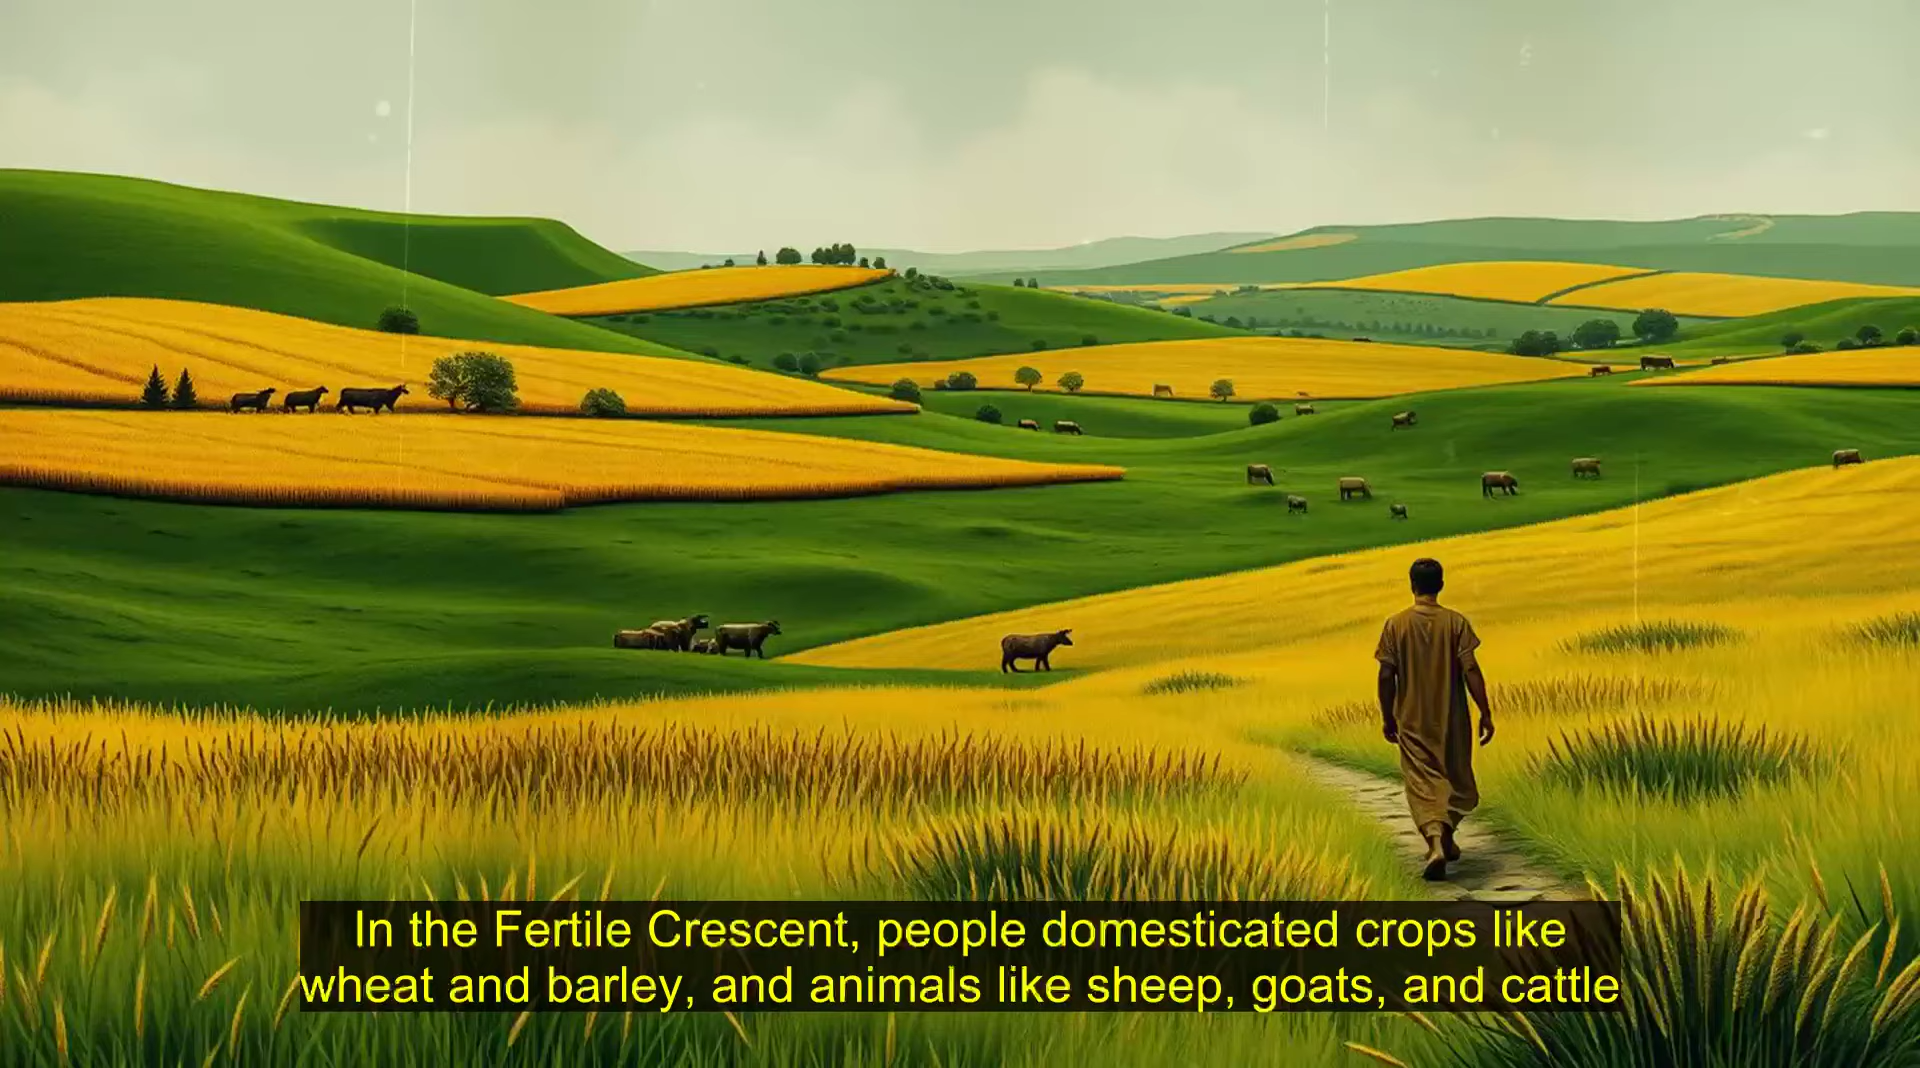 In the Fertile Crescent, people domesticated crops like
wheat and barley, and animals like sheep, goats, and cattle